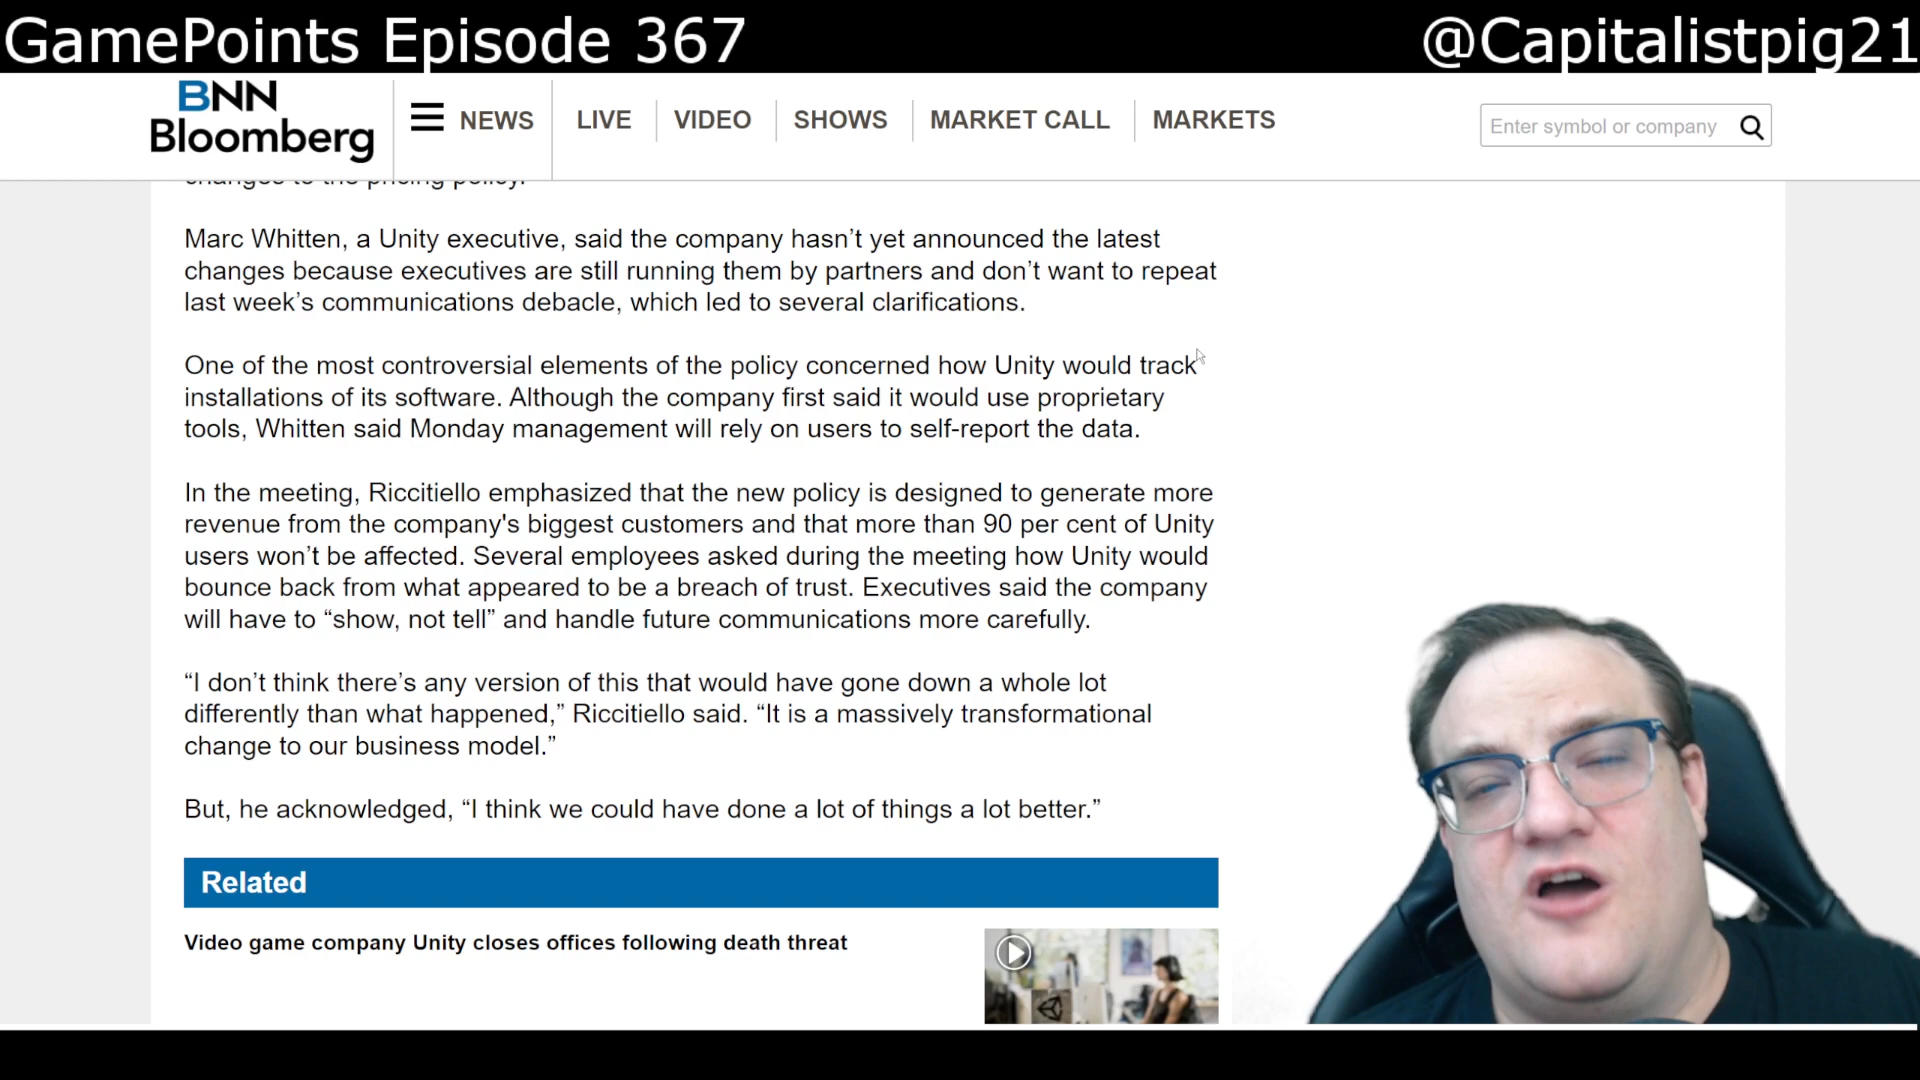 GamePoints Episode 367
@Capitalistpig21
BNN
Bloomberg
NEWS
LIVE
VIDEO
SHOWS
MARKET CALL
MARKETS
Enter symbol or company
changes to the pricing policy.
Marc Whitten, a Unity executive, said the company hasn’t yet announced the latest
changes because executives are still running them by partners and don’t want to repeat
last week’s communications debacle, which led to several clarifications.
One of the most controversial elements of the policy concerned how Unity would track
installations of its software. Although the company first said it would use proprietary
tools, Whitten said Monday management will rely on users to self-report the data.
In the meeting, Riccitiello emphasized that the new policy is designed to generate more
revenue from the company's biggest customers and that more than 90 per cent of Unity
users won’t be affected. Several employees asked during the meeting how Unity would
bounce back from what appeared to be a breach of trust. Executives said the company
will have to “show, not tell” and handle future communications more carefully.
“I don’t think there’s any version of this that would have gone down a whole lot
differently than what happened,” Riccitiello said. “It is a massively transformational
change to our business model.”
But, he acknowledged, “I think we could have done a lot of things a lot better.”
Related
Video game company Unity closes offices following death threat